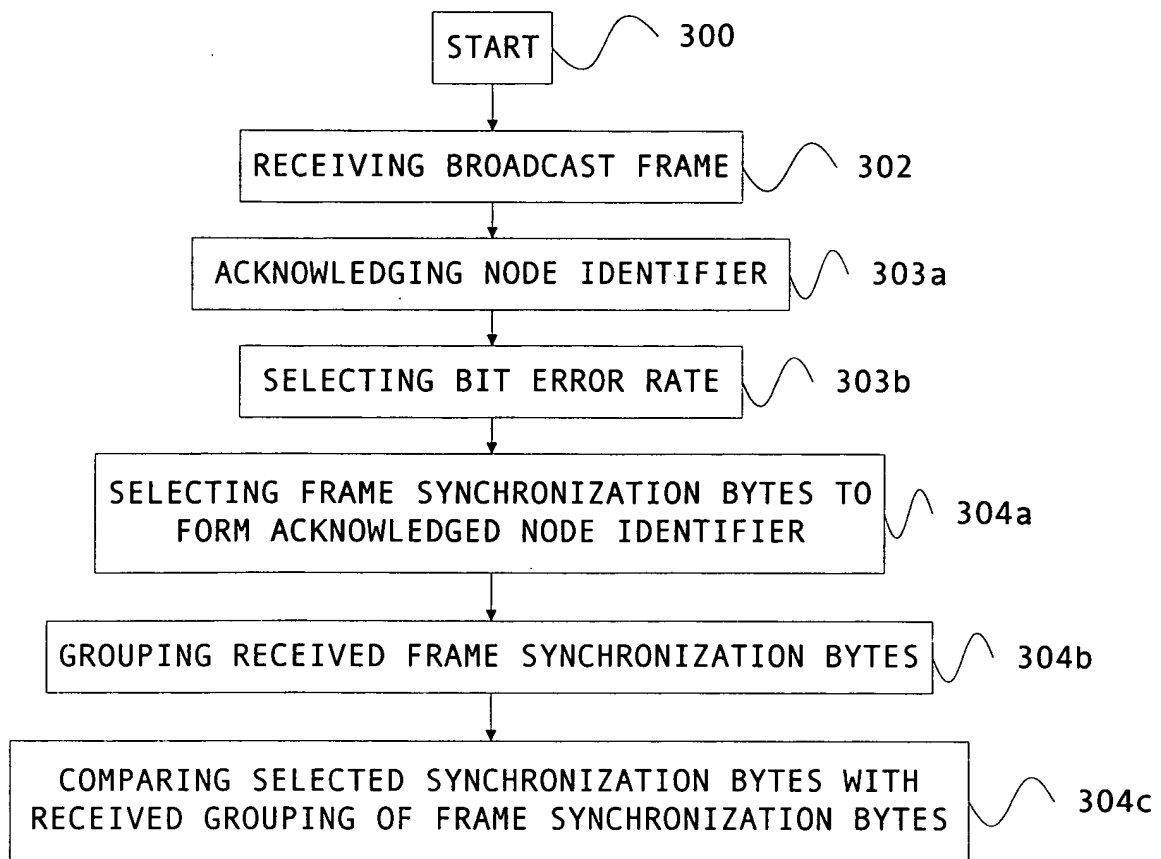 START 300
RECEIVING BROADCAST FRAME 302
ACKNOWLEDGING NODE IDENTIFIER 303a
SELECTING BIT ERROR RATE 303b
SELECTING FRAME SYNCHRONIZATION BYTES TO
FORM ACKNOWLEDGED NODE IDENTIFIER 304a
GROUPING RECEIVED FRAME SYNCHRONIZATION BYTES 304b
COMPARING SELECTED SYNCHRONIZATION BYTES WITH
RECEIVED GROUPING OF FRAME SYNCHRONIZATION BYTES 304c